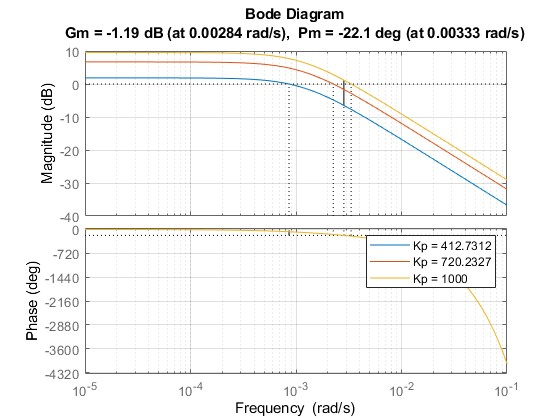 Bode Diagram
Gm = -1.19 dB (at 0.00284 rad/s), Pm = -22.1 deg (at 0.00333 rad/s)
Magnitude (dB)
10
0
-10
-20
-30
-40
Phase (deg)
0
-720
-1440
-2160
-2880
-3600
-4320
Kp = 412.7312
Kp = 720.2327
Kp = 1000
10⁻⁵ 10⁻⁴ 10⁻³ 10⁻² 10⁻¹
Frequency (rad/s)